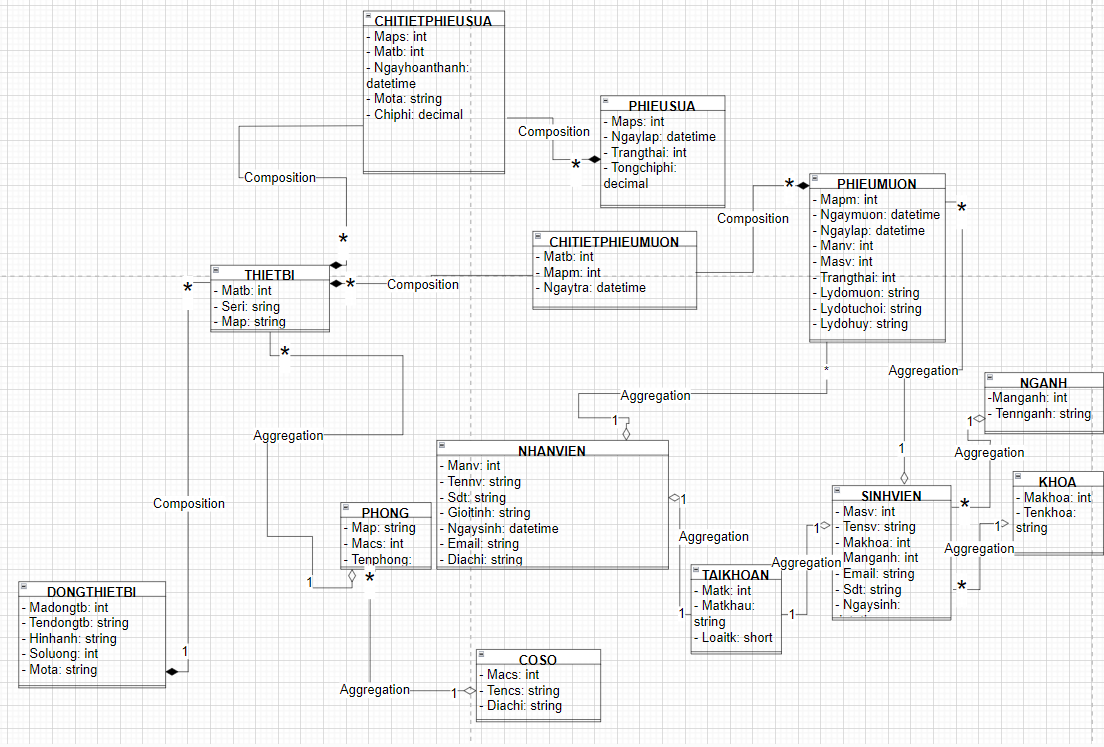 CHITIETPHIEUSUA
- Maps: int
- Matb: int
- Ngayhoanthanh:
datetime
- Mota: string
- Chiphi: decimal
Composition
*
PHIEUSUA
- Maps: int
- Ngaylap: datetime
- Trangthai: int
- Tongchiphi:
decimal
Composition
*
PHIEUMUON
- Mapm: int
- Ngaymuon: datetime
- Ngaylap: datetime
- Manv: int
- Masv: int
- Trangthai: int
- Lydomuon: string
- Lydotuchoi: string
- Lydohuy: string
*
Composition
*
CHITIETPHIEUMUON
- Matb: int
- Mapm: int
- Ngaytra: datetime
THIETBI
- Matb: int
- Seri: sring
- Map: string
*
Composition
*
*
*
Aggregation
1
Aggregation
1
NGANH
-Manganh: int
- Tennganh: string
1
Aggregation
*
Aggregation
1
NHANVIEN
- Manv: int
- Tennv: string
- Sdt: string
- Gioitinh: string
- Ngaysinh: datetime
- Email: string
- Diachi: string
1
Aggregation
1
KHOA
- Makhoa: int
- Tenkhoa:
string
1
Aggregation
*
SINHVIEN
- Masv: int
- Tensv: string
- Makhoa: int
- Manganh: int
- Email: string
- Sdt: string
- Ngaysinh:
1
Aggregation
1
TAIKHOAN
- Matk: int
- Matkhau:
string
- Loaitk: short
Aggregation
1
PHONG
- Map: string
- Macs: int
- Tenphong:
*
Composition
1
DONGTHIETBI
- Madongtb: int
- Tendongtb: string
- Hinhanh: string
- Soluong: int
- Mota: string
Aggregation
1
COSO
- Macs: int
- Tencs: string
- Diachi: string